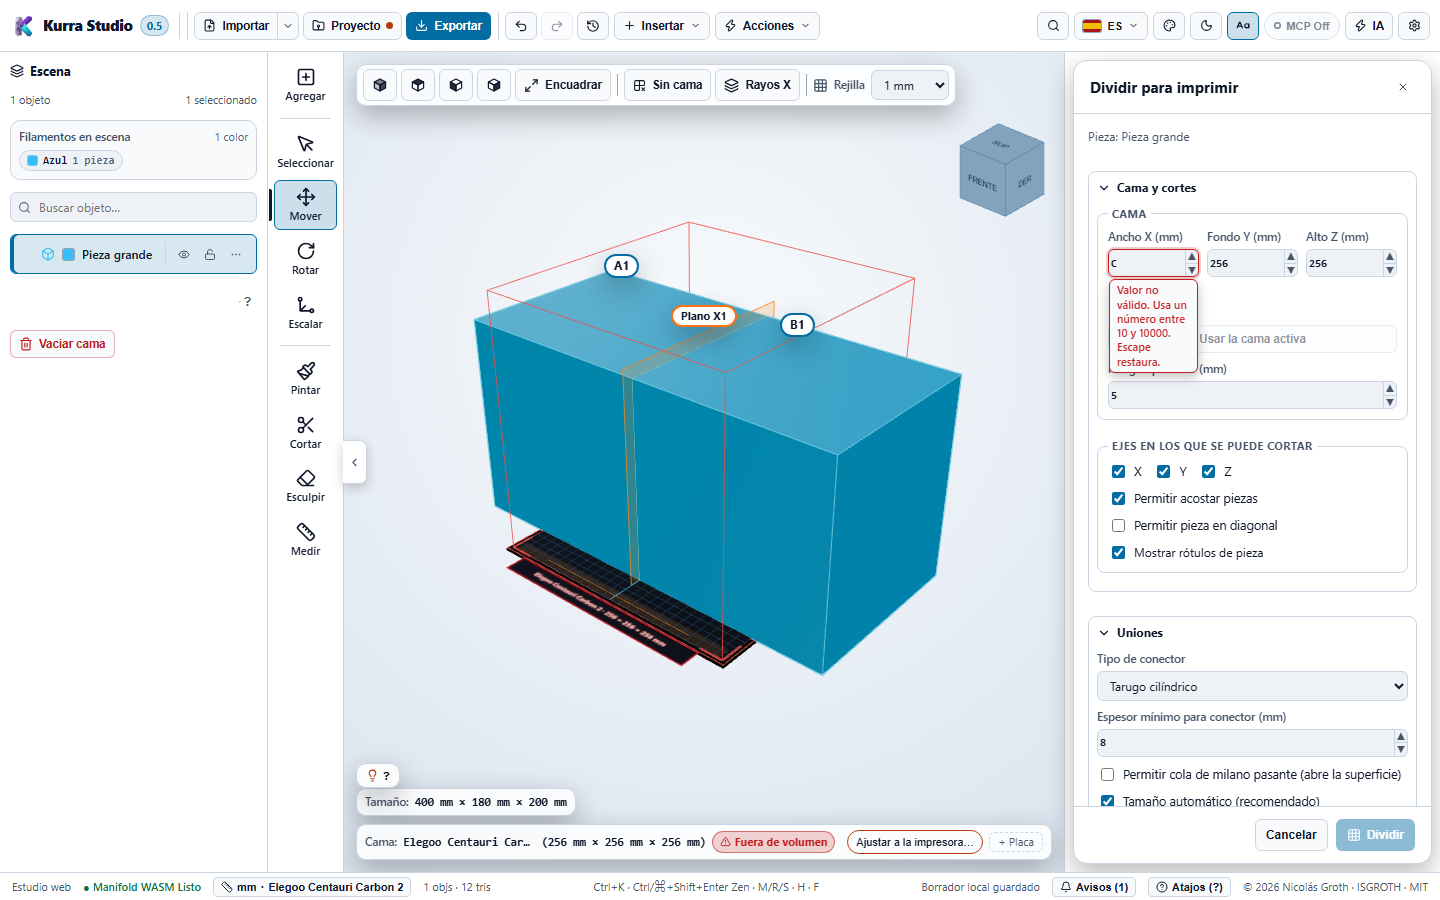 Kurra Studio 0.5
Importar
Proyecto
Exportar
Insertar
Acciones
ES
MCP Off
IA
Escena
1 objeto
1 seleccionado
Filamentos en escena
1 color
Azul 1 pieza
Buscar objeto...
Pieza grande
?
Vaciar cama
Agregar
Seleccionar
Mover
Rotar
Escalar
Pintar
Cortar
Esculpir
Medir
Encuadrar
Sin cama
Rayos X
Rejilla
1 mm
FRENTE
DER
A1
Plano X1
B1
Elegoo Centauri Carbon 2 · 256 × 256 × 256 mm
?
Tamaño: 400 mm × 180 mm × 200 mm
Cama: Elegoo Centauri Car… (256 mm × 256 mm × 256 mm)
Fuera de volumen
Ajustar a la impresora…
+ Placa
Dividir para imprimir
Pieza: Pieza grande
Cama y cortes
CAMA
Ancho X (mm)
Fondo Y (mm)
Alto Z (mm)
C
256
256
Valor no
válido. Usa un
número entre
10 y 10000.
Escape
restaura.
Usar la cama activa
(mm)
5
EJES EN LOS QUE SE PUEDE CORTAR
X
Y
Z
Permitir acostar piezas
Permitir pieza en diagonal
Mostrar rótulos de pieza
Uniones
Tipo de conector
Tarugo cilíndrico
Espesor mínimo para conector (mm)
8
Permitir cola de milano pasante (abre la superficie)
Tamaño automático (recomendado)
Cancelar
Dividir
Estudio web
Manifold WASM Listo
mm · Elegoo Centauri Carbon 2
1 objs · 12 tris
Ctrl+K · Ctrl/⌘+Shift+Enter Zen · M/R/S · H · F
Borrador local guardado
Avisos (1)
Atajos (?)
© 2026 Nicolás Groth · ISGROTH · MIT